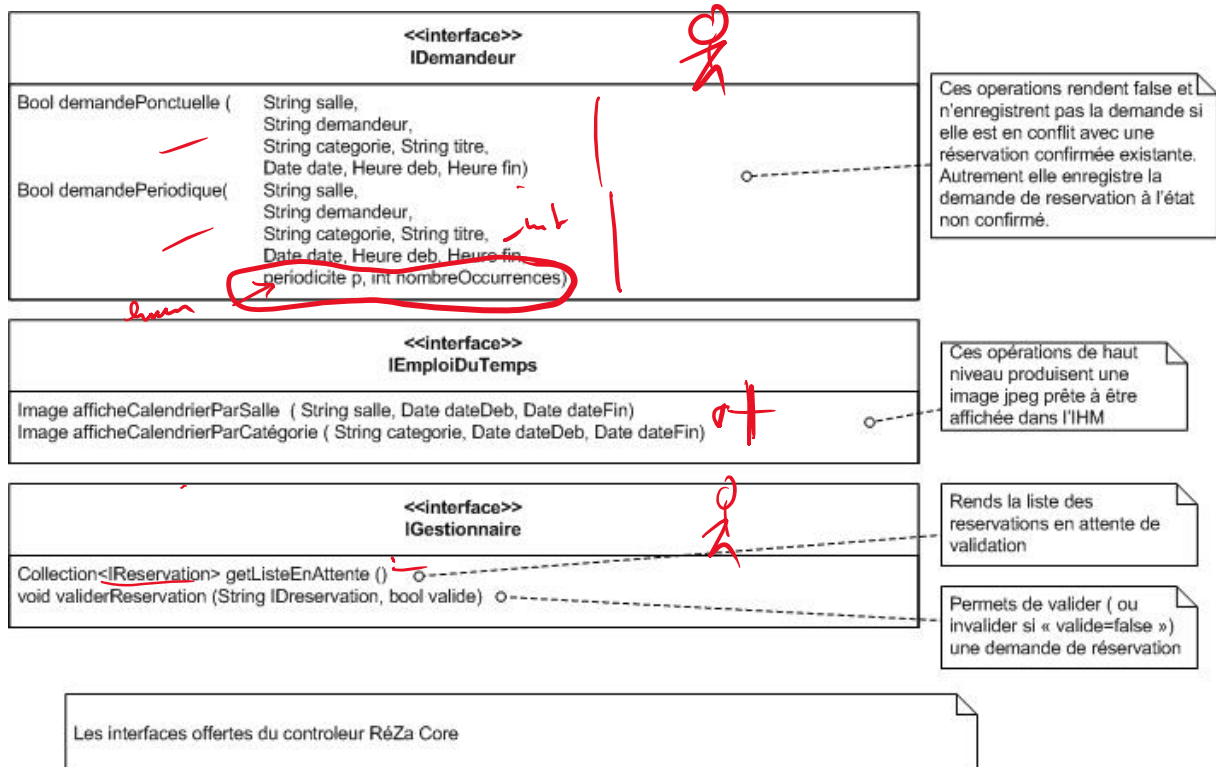 <<interface>>
IDemandeur
Bool demandePonctuelle ( String salle,
String demandeur,
String categorie, String titre,
Date date, Heure deb, Heure fin)
Bool demandePeriodique( String salle,
String demandeur,
String categorie, String titre,
Date date, Heure deb, Heure fin,
periodicite p, int nombreOccurrences)
Ces operations rendent false et
n'enregistrent pas la demande si
elle est en conflit avec une
réservation confirmée existante.
Autrement elle enregistre la
demande de reservation à l'état
non confirmé.
<<interface>>
IEmploiDuTemps
Image afficheCalendrierParSalle ( String salle, Date dateDeb, Date dateFin)
Image afficheCalendrierParCatégorie ( String categorie, Date dateDeb, Date dateFin)
Ces opérations de haut
niveau produisent une
image jpeg prête à être
affichée dans l'IHM
<<interface>>
IGestionnaire
Collection<IReservation> getListeEnAttente ()
void validerReservation (String IDreservation, bool valide)
Rends la liste des
reservations en attente de
validation
Permets de valider ( ou
invalider si « valide=false »)
une demande de réservation
Les interfaces offertes du controleur RéZa Core